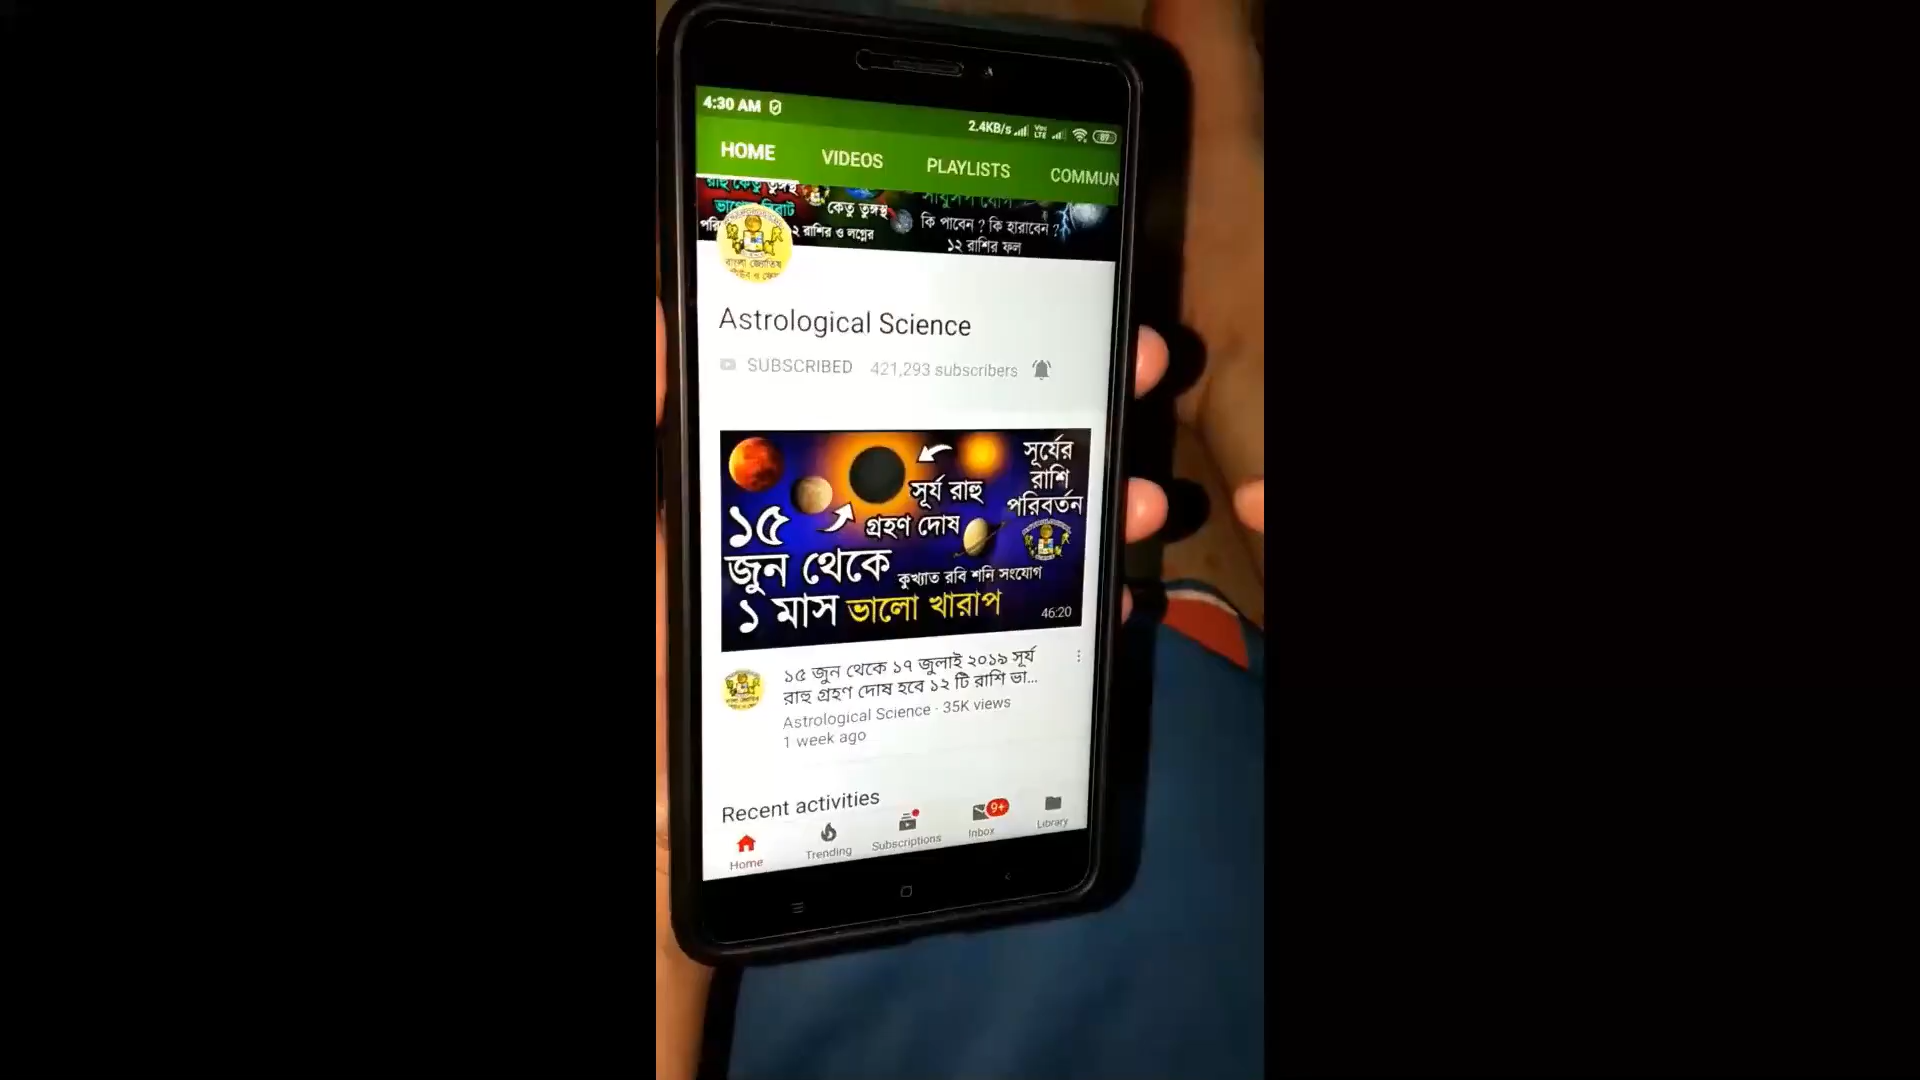 4:30 AM
2.4KB/s
HOME VIDEOS PLAYLISTS COMMUN
রাহু কেতু তুঙ্গস্থ
কেতু তুঙ্গস্থ
২ রাশির ও লগ্নের
কি পাবেন ? কি হারাবেন ?
১২ রাশির ফল
বাংলা জ্যোতিষ
Astrological Science
SUBSCRIBED 421,293 subscribers
সূর্যের
রাশি
পরিবর্তন
সূর্য রাহু
গ্রহণ দোষ
১৫
জুন থেকে
কুখ্যাত রবি শনি সংযোগ
১ মাস ভালো খারাপ
46:20
১৫ জুন থেকে ১৭ জুলাই ২০১৯ সূর্য
রাহু গ্রহণ দোষ হবে ১২ টি রাশি ভা...
Astrological Science · 35K views
1 week ago
Recent activities
9+
Home Trending Subscriptions Inbox Library